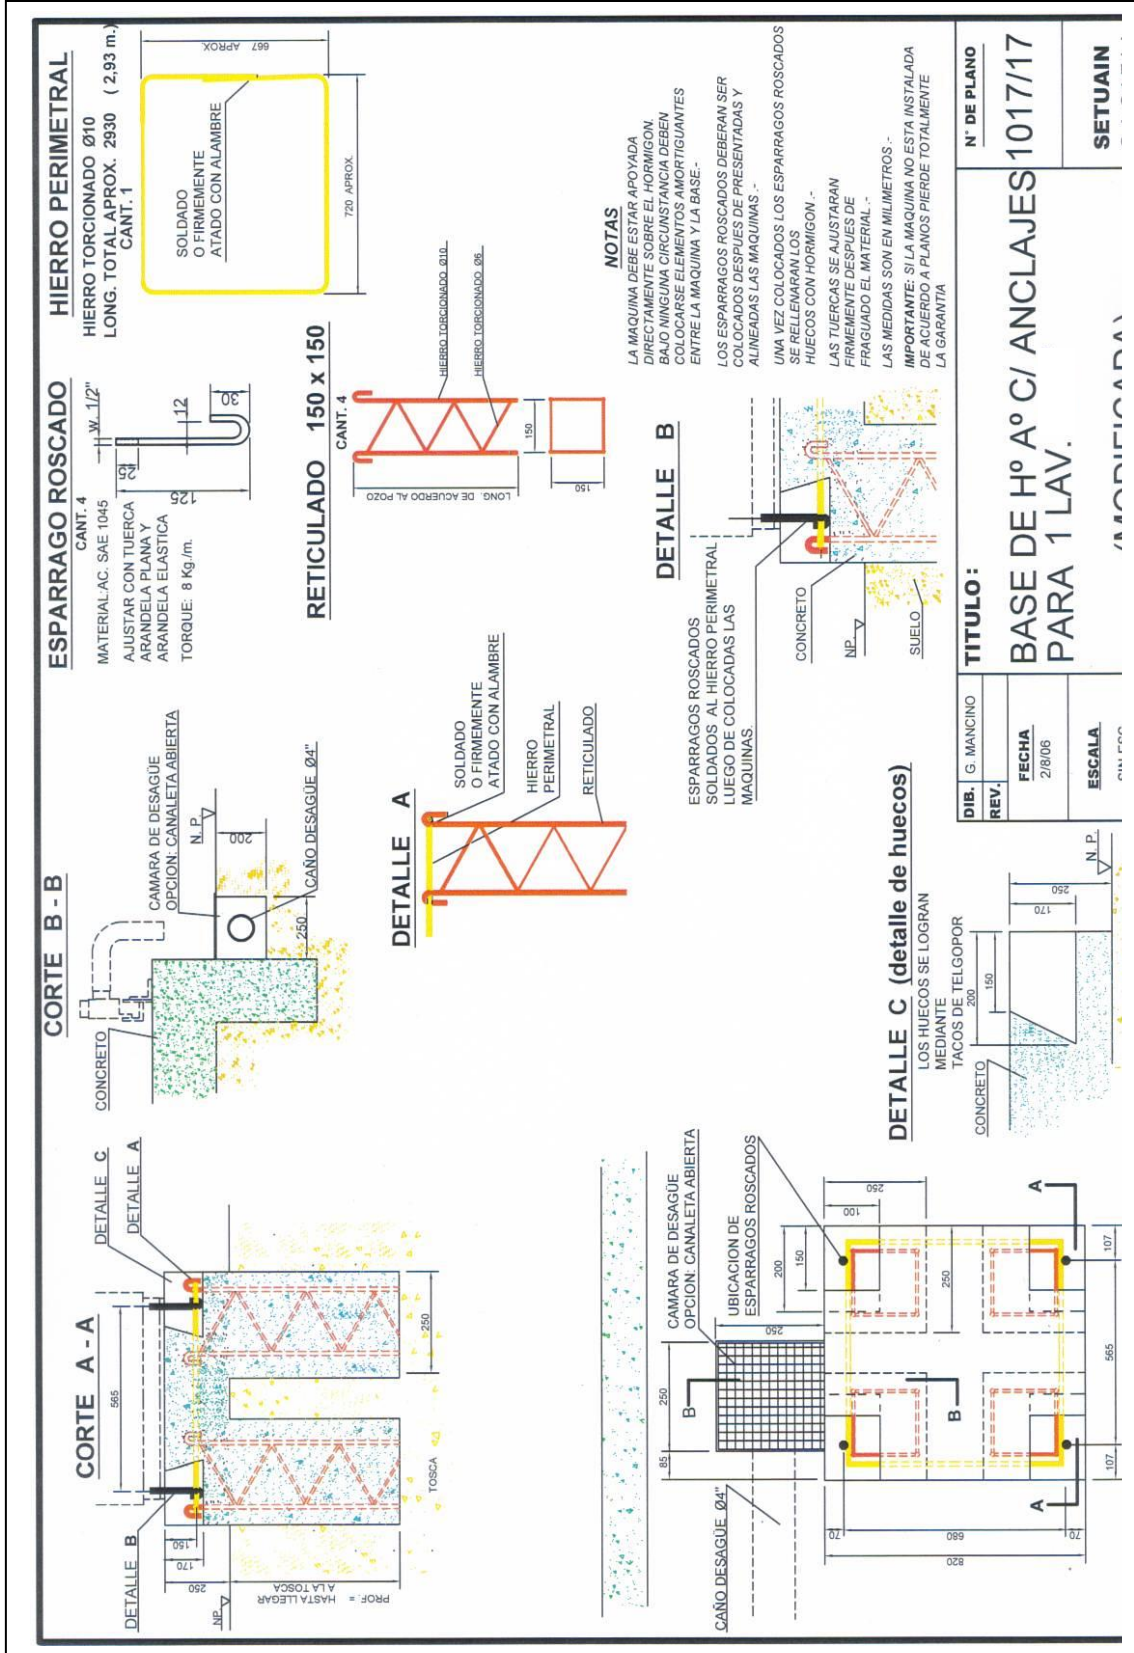 CORTE A - A
DETALLE C
DETALLE A
DETALLE B
565
150
170
250
250
NP.
PROF. = HASTA LLEGAR
A LA TOSCA
TOSCA
CORTE B - B
CONCRETO
CAMARA DE DESAGÜE
OPCION: CANALETA ABIERTA
N. P.
200
250
CAÑO DESAGÜE Ø4"
ESPARRAGO ROSCADO
CANT. 4
MATERIAL:AC. SAE 1045
AJUSTAR CON TUERCA
ARANDELA PLANA Y
ARANDELA ELASTICA
TORQUE: 8 Kg./m.
W. 1/2"
25
125
12
30
HIERRO PERIMETRAL
HIERRO TORCIONADO Ø10
LONG. TOTAL APROX. 2930 ( 2,93 m.)
CANT. 1
SOLDADO
O FIRMEMENTE
ATADO CON ALAMBRE
667 APROX.
720 APROX.
RETICULADO 150 x 150
CANT. 4
LONG. DE ACUERDO AL POZO
150
150
HIERRO TORCIONADO Ø10
HIERRO TORCIONADO Ø6
DETALLE A
SOLDADO
O FIRMEMENTE
ATADO CON ALAMBRE
HIERRO
PERIMETRAL
RETICULADO
NOTAS
LA MAQUINA DEBE ESTAR APOYADA
DIRECTAMENTE SOBRE EL HORMIGON.
BAJO NINGUNA CIRCUNSTANCIA DEBEN
COLOCARSE ELEMENTOS AMORTIGUANTES
ENTRE LA MAQUINA Y LA BASE.-
LOS ESPARRAGOS ROSCADOS DEBERAN SER
COLOCADOS DESPUES DE PRESENTADAS Y
ALINEADAS LAS MAQUINAS.-
UNA VEZ COLOCADOS LOS ESPARRAGOS ROSCADOS
SE RELLENARAN LOS
HUECOS CON HORMIGON.-
LAS TUERCAS SE AJUSTARAN
FIRMEMENTE DESPUES DE
FRAGUADO EL MATERIAL.-
LAS MEDIDAS SON EN MILIMETROS.-
IMPORTANTE: SI LA MAQUINA NO ESTA INSTALADA
DE ACUERDO A PLANOS PIERDE TOTALMENTE
LA GARANTIA
DETALLE B
ESPARRAGOS ROSCADOS
SOLDADOS AL HIERRO PERIMETRAL
LUEGO DE COLOCADAS LAS
MAQUINAS.
CONCRETO
NP.
SUELO
CAMARA DE DESAGÜE
OPCION: CANALETA ABIERTA
UBICACION DE
ESPARRAGOS ROSCADOS
CAÑO DESAGÜE Ø4"
85
250
250
B
B
200
150
100
250
250
A
A
70
680
70
820
107
565
107
DETALLE C (detalle de huecos)
LOS HUECOS SE LOGRAN
MEDIANTE
TACOS DE TELGOPOR
CONCRETO
200
150
170
250
N. P.
DIB. G. MANCINO
REV.
FECHA
2/8/06
ESCALA
TITULO :
BASE DE Hº Aº C/ ANCLAJES
PARA 1 LAV.
(MODIFICADA)
N° DE PLANO
1017/17
SETUAIN